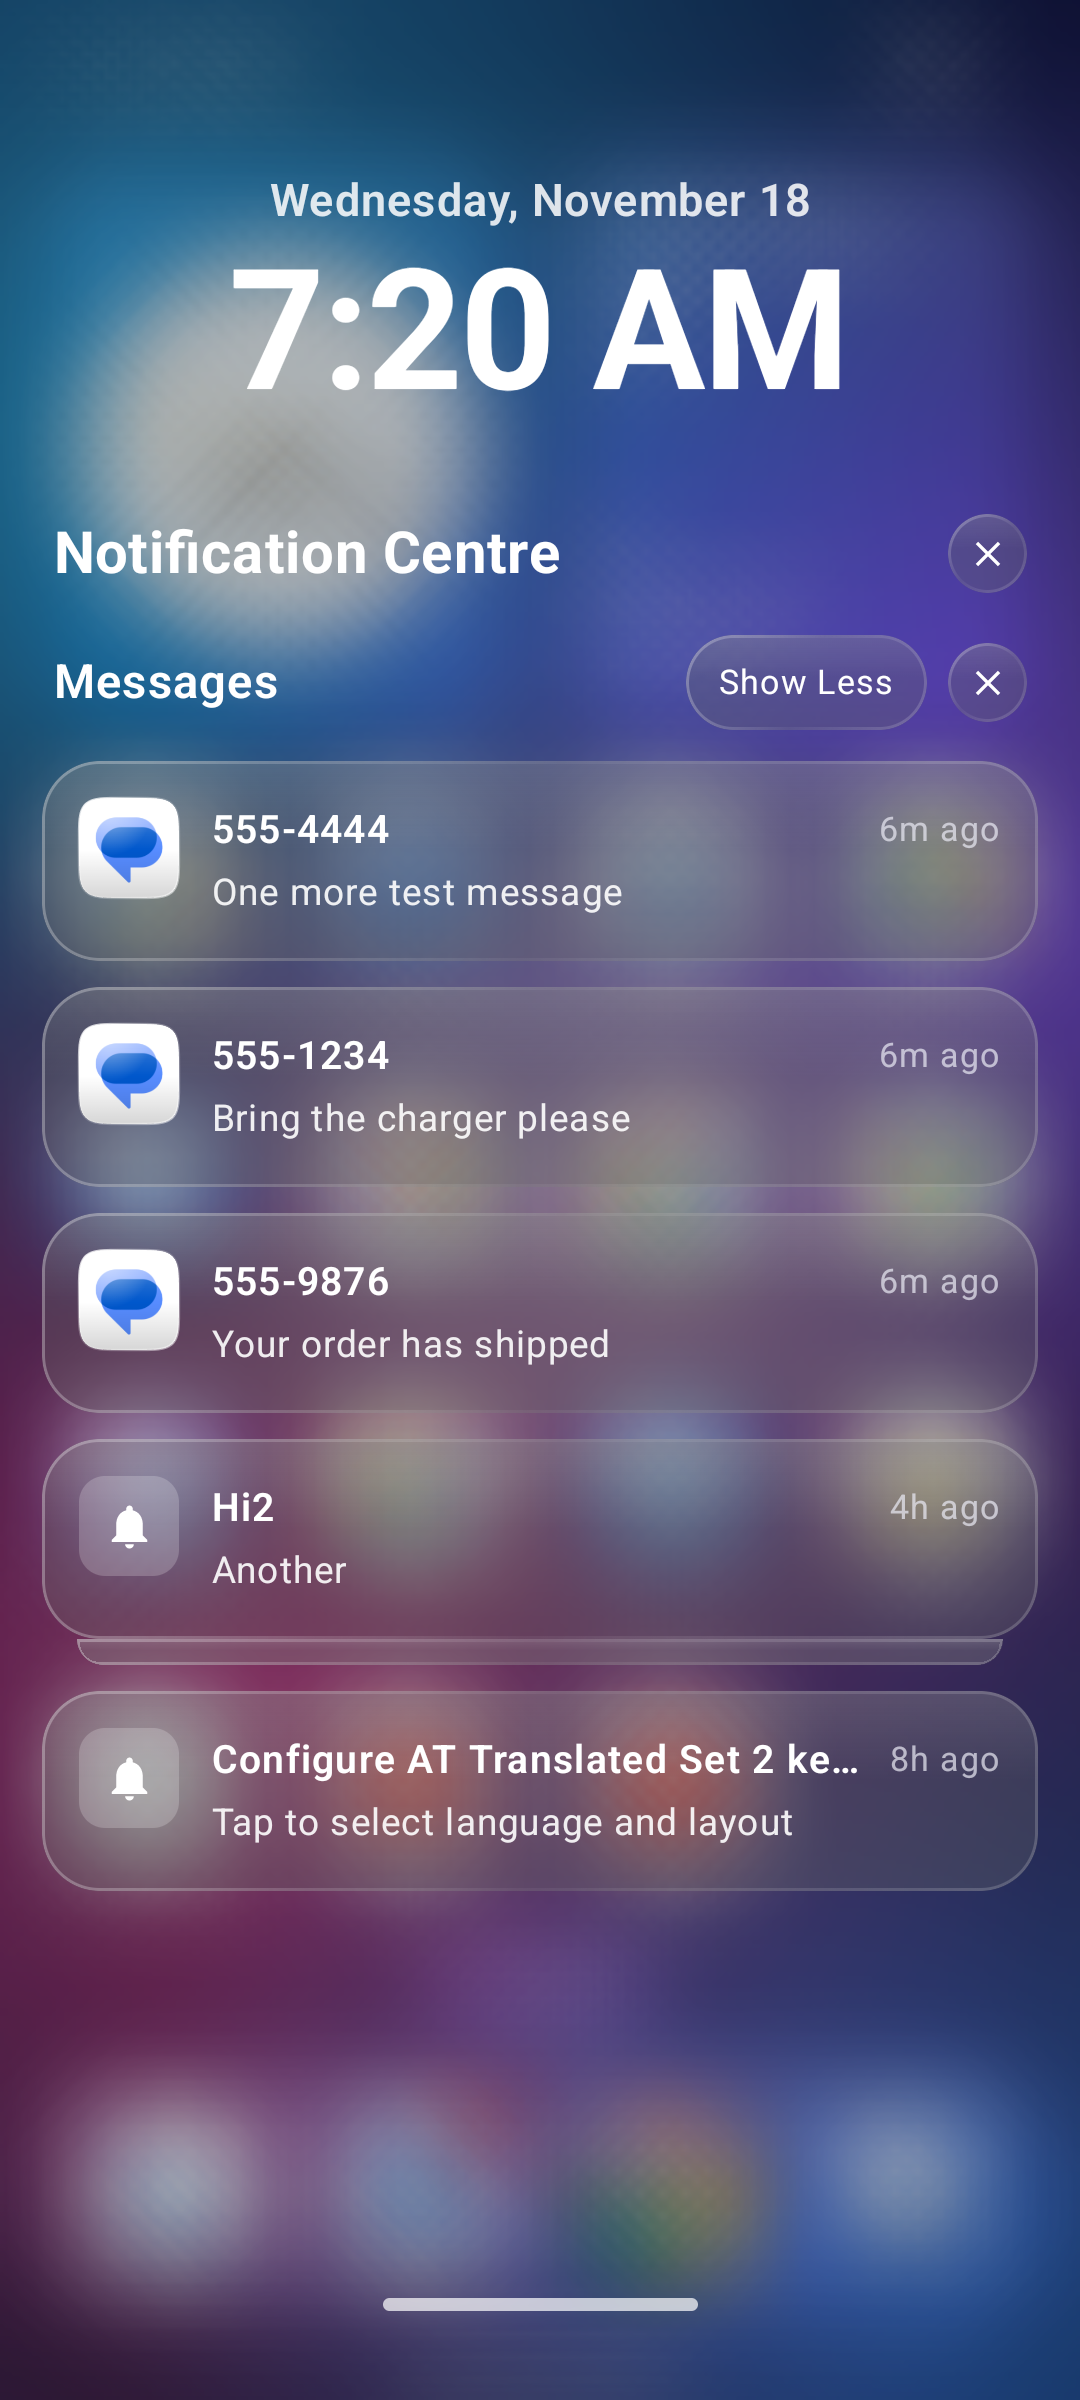 Wednesday, November 18
7:20 AM
Notification Centre
Messages
Show Less
555-4444
6m ago
One more test message
555-1234
6m ago
Bring the charger please
555-9876
6m ago
Your order has shipped
Hi2
4h ago
Another
Configure AT Translated Set 2 ke…
8h ago
Tap to select language and layout